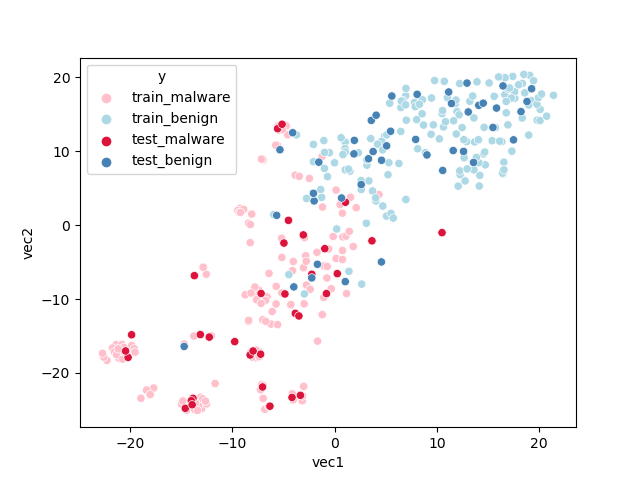 y
train_malware
train_benign
test_malware
test_benign
20
10
0
−10
−20
vec2
−20
−10
0
10
20
vec1